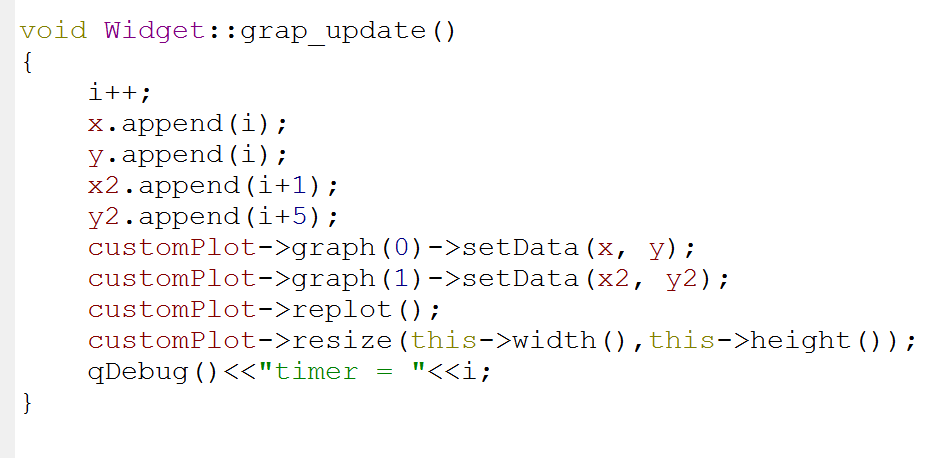 void Widget::grap_update()
{
    i++;
    x.append(i);
    y.append(i);
    x2.append(i+1);
    y2.append(i+5);
    customPlot->graph(0)->setData(x, y);
    customPlot->graph(1)->setData(x2, y2);
    customPlot->replot();
    customPlot->resize(this->width(),this->height());
    qDebug()<<"timer = "<<i;
}